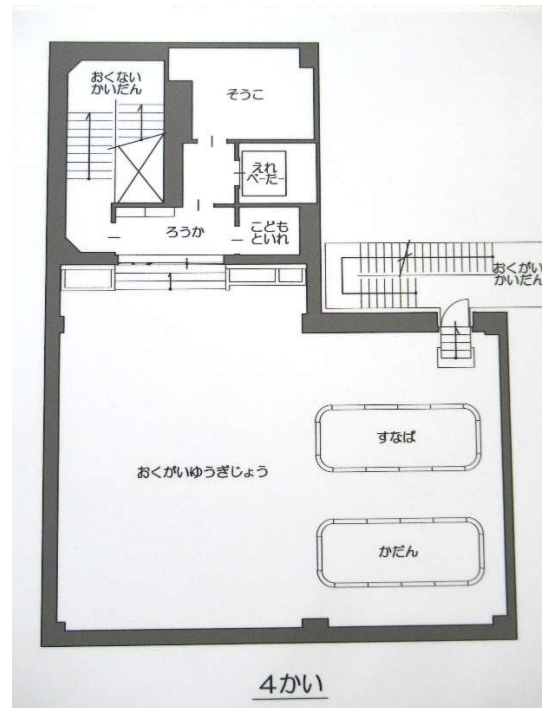 おくない
かいだん
そうこ
えれ
べーだー
ろうか
こども
といれ
おくがい
かいだん
すなば
おくがいゆうぎじょう
かだん
4かい